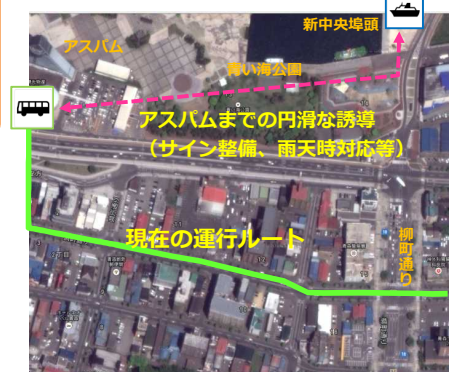 新中央埠頭
アスパム
青い海公園
アスパムまでの円滑な誘導
（サイン整備、雨天時対応等）
現在の運行ルート
柳町通り